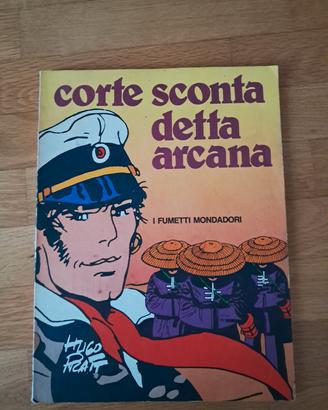 corte sconta
detta
arcana
I FUMETTI MONDADORI
HUGO
PRATT